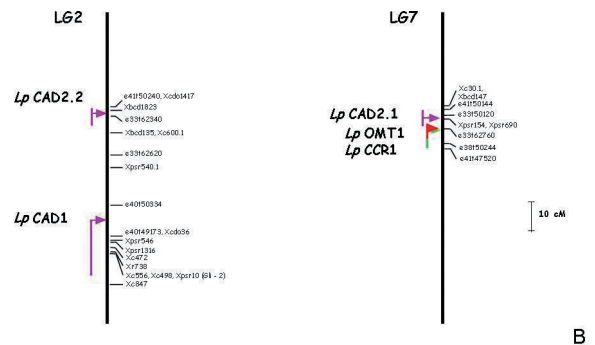 LG2
LG7
Lp CAD2.2
e41t50240, Xcdo1417
Xbcd1823
e33t62340
Xbcd135, Xc600.1
e33t62620
Xpsr540.1
e40t50334
Lp CAD1
e40t49173, Xcdo36
Xpsr546
Xpsr1316
Xc472
Xr738
Xc556, Xc498, Xpsr10 (Gli - 2)
Xc847
Xc30.1,
Xbcd147
e41t50144
Lp CAD2.1
e33t50120
Xpsr154, Xpsr690
Lp OMT1
e33t62760
Lp CCR1
e38t50244
e41t47520
10 cM
B